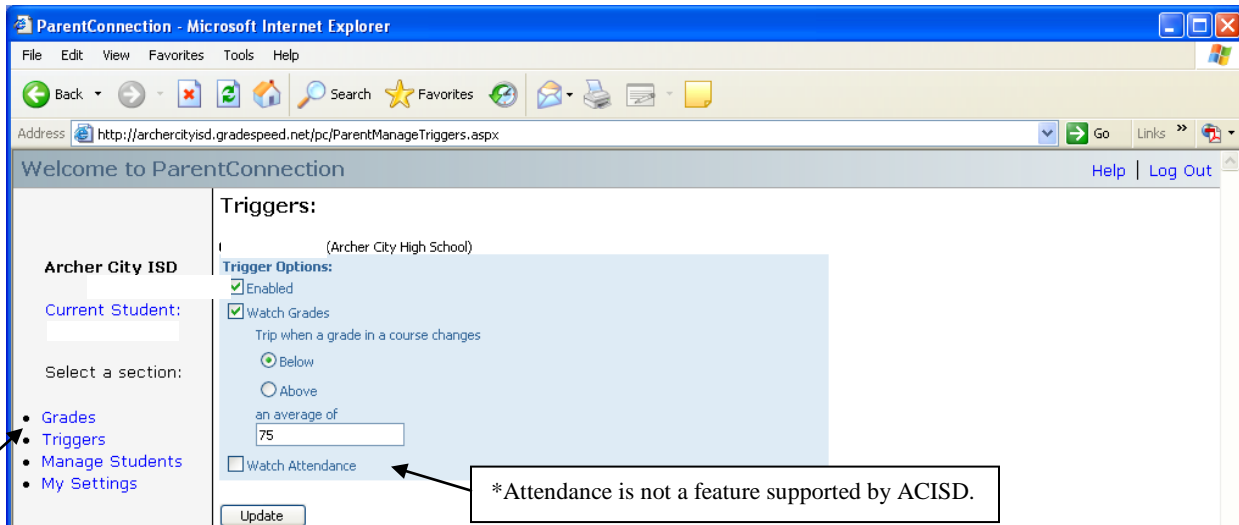 ParentConnection - Microsoft Internet Explorer
File Edit View Favorites Tools Help
Back Search Favorites
Address http://archercityisd.gradespeed.net/pc/ParentManageTriggers.aspx Go Links »
Welcome to ParentConnection Help | Log Out
Triggers:
(Archer City High School)
Archer City ISD
Current Student:
Select a section:
• Grades
• Triggers
• Manage Students
• My Settings
Trigger Options:
Enabled
Watch Grades
Trip when a grade in a course changes
Below
Above
an average of
75
Watch Attendance
*Attendance is not a feature supported by ACISD.
Update